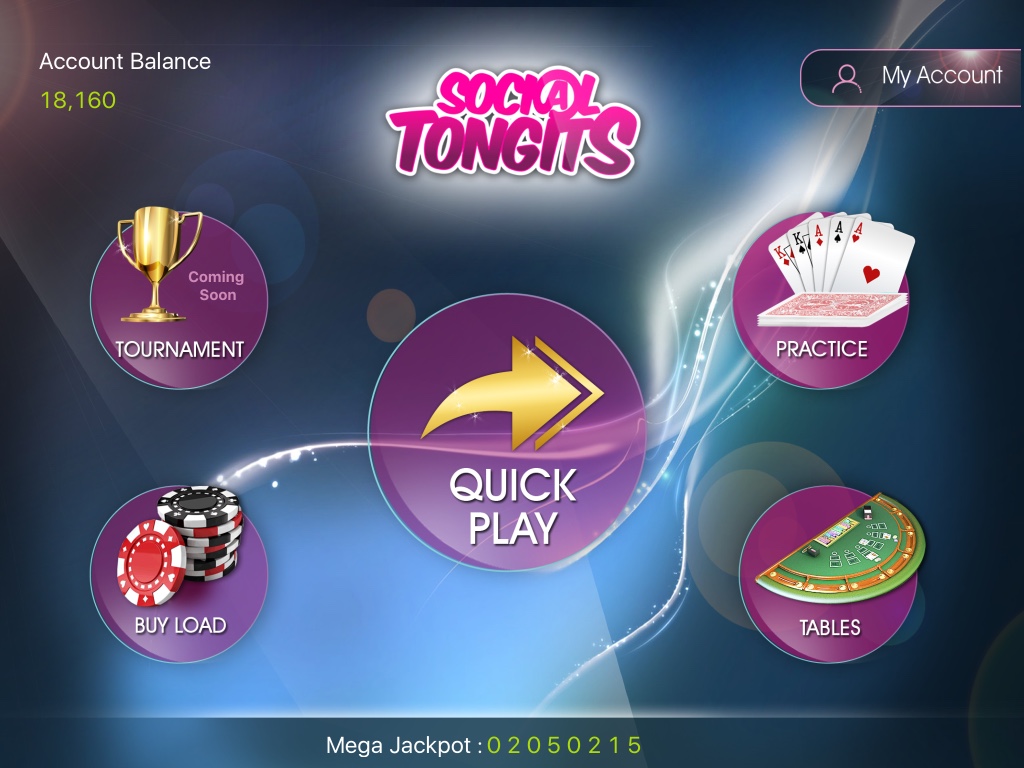 Account Balance
18,160
My Account
SOCIAL
TONGITS
Coming
Soon
TOURNAMENT
K K A A A
PRACTICE
QUICK
PLAY
BUY LOAD
TABLES
Mega Jackpot : 0 2 0 5 0 2 1 5